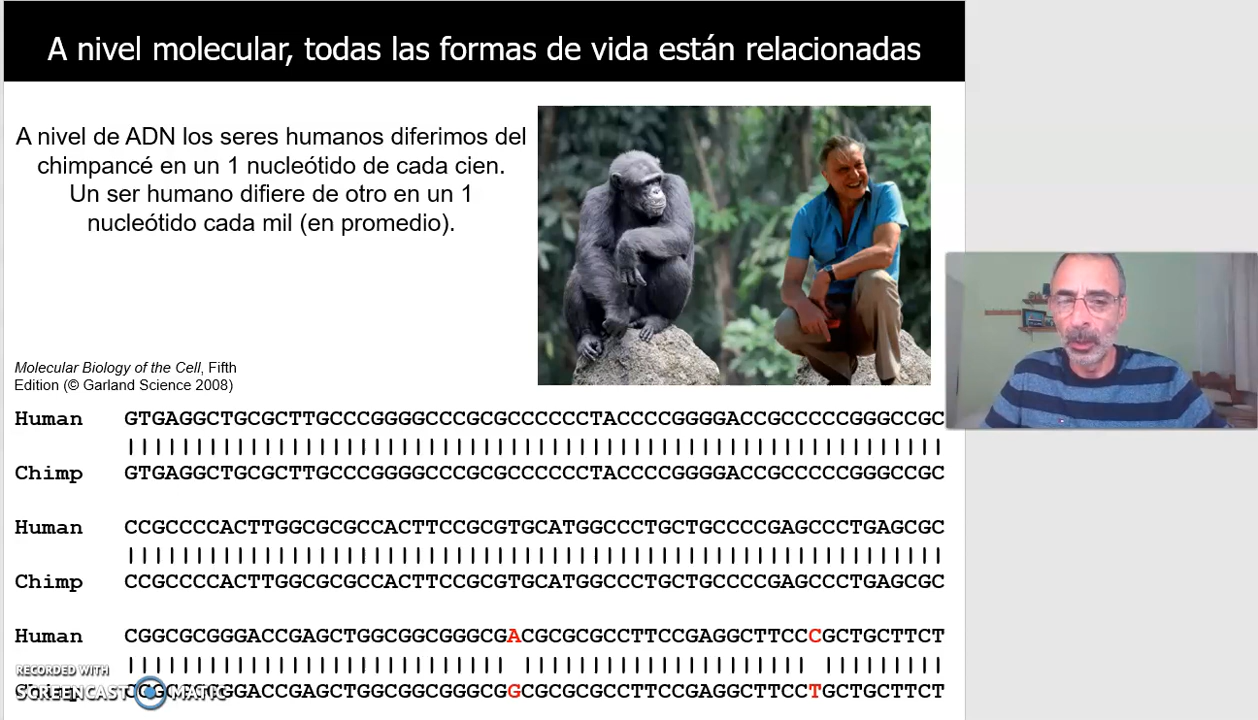 A nivel molecular, todas las formas de vida están relacionadas
A nivel de ADN los seres humanos diferimos del
chimpancé en un 1 nucleótido de cada cien.
Un ser humano difiere de otro en un 1
nucleótido cada mil (en promedio).
Molecular Biology of the Cell, Fifth
Edition (© Garland Science 2008)
Human GTGAGGCTGCGCTTGCCCGGGGCCCGCGCCCCCCTACCCCGGGGACCGCCCCCGGGCCGC
Chimp GTGAGGCTGCGCTTGCCCGGGGCCCGCGCCCCCCTACCCCGGGGACCGCCCCCGGGCCGC
Human CCGCCCCACTTGGCGCGCCACTTCCGCGTGCATGGCCCTGCTGCCCCGAGCCCTGAGCGC
Chimp CCGCCCCACTTGGCGCGCCACTTCCGCGTGCATGGCCCTGCTGCCCCGAGCCCTGAGCGC
Human CGGCGCGGGACCGAGCTGGCGGCGGGCGACGCGCGCCTTCCGAGGCTTCCCGCTGCTTCT
RECORDED WITH
SCREENCAST MATIC
GGACCGAGCTGGCGGCGGGCGGCGCGCGCCTTCCGAGGCTTCCTGCTGCTTCT